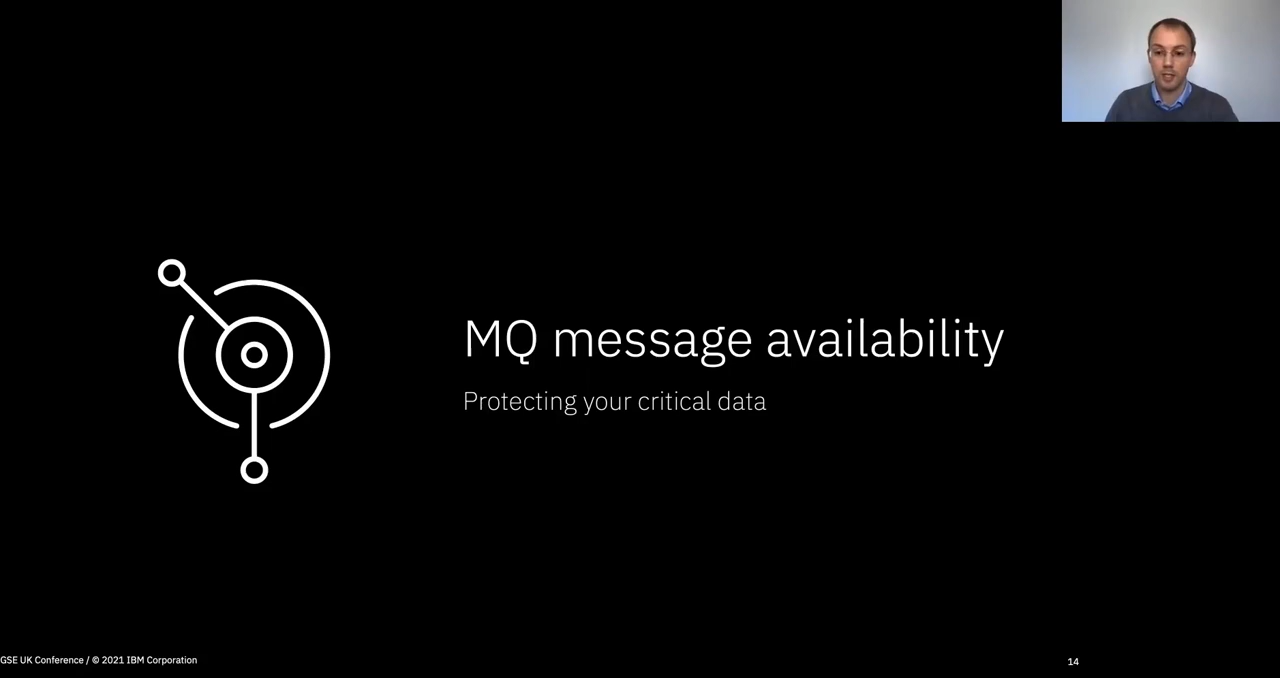 MQ message availability
Protecting your critical data
GSE UK Conference / © 2021 IBM Corporation
14